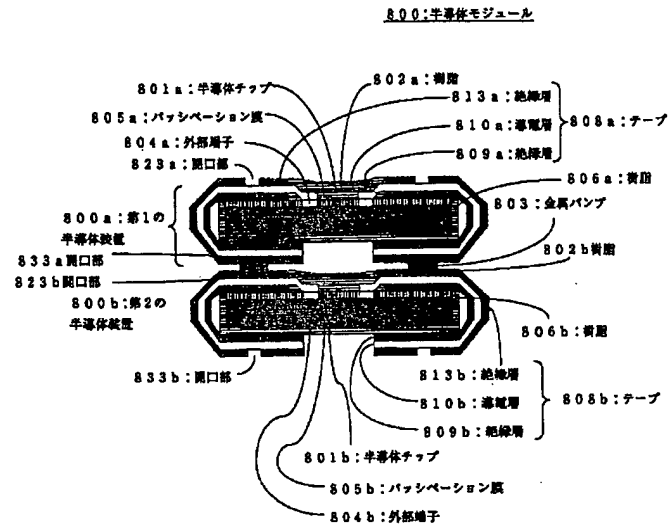 800:半導体モジュール
801a:半導体チップ
802a:樹脂
805a:パッシベーション膜
813a:絶縁層
804a:外部端子
810a:導電層
808a:テープ
823a:開口部
809a:絶縁層
806a:樹脂
800a:第1の
半導体装置
803:金属バンプ
802b樹脂
833a開口部
823b開口部
800b:第2の
半導体装置
806b:樹脂
833b:開口部
813b:絶縁層
810b:導電層
808b:テープ
809b:絶縁層
801b:半導体チップ
805b:パッシベーション膜
804b:外部端子